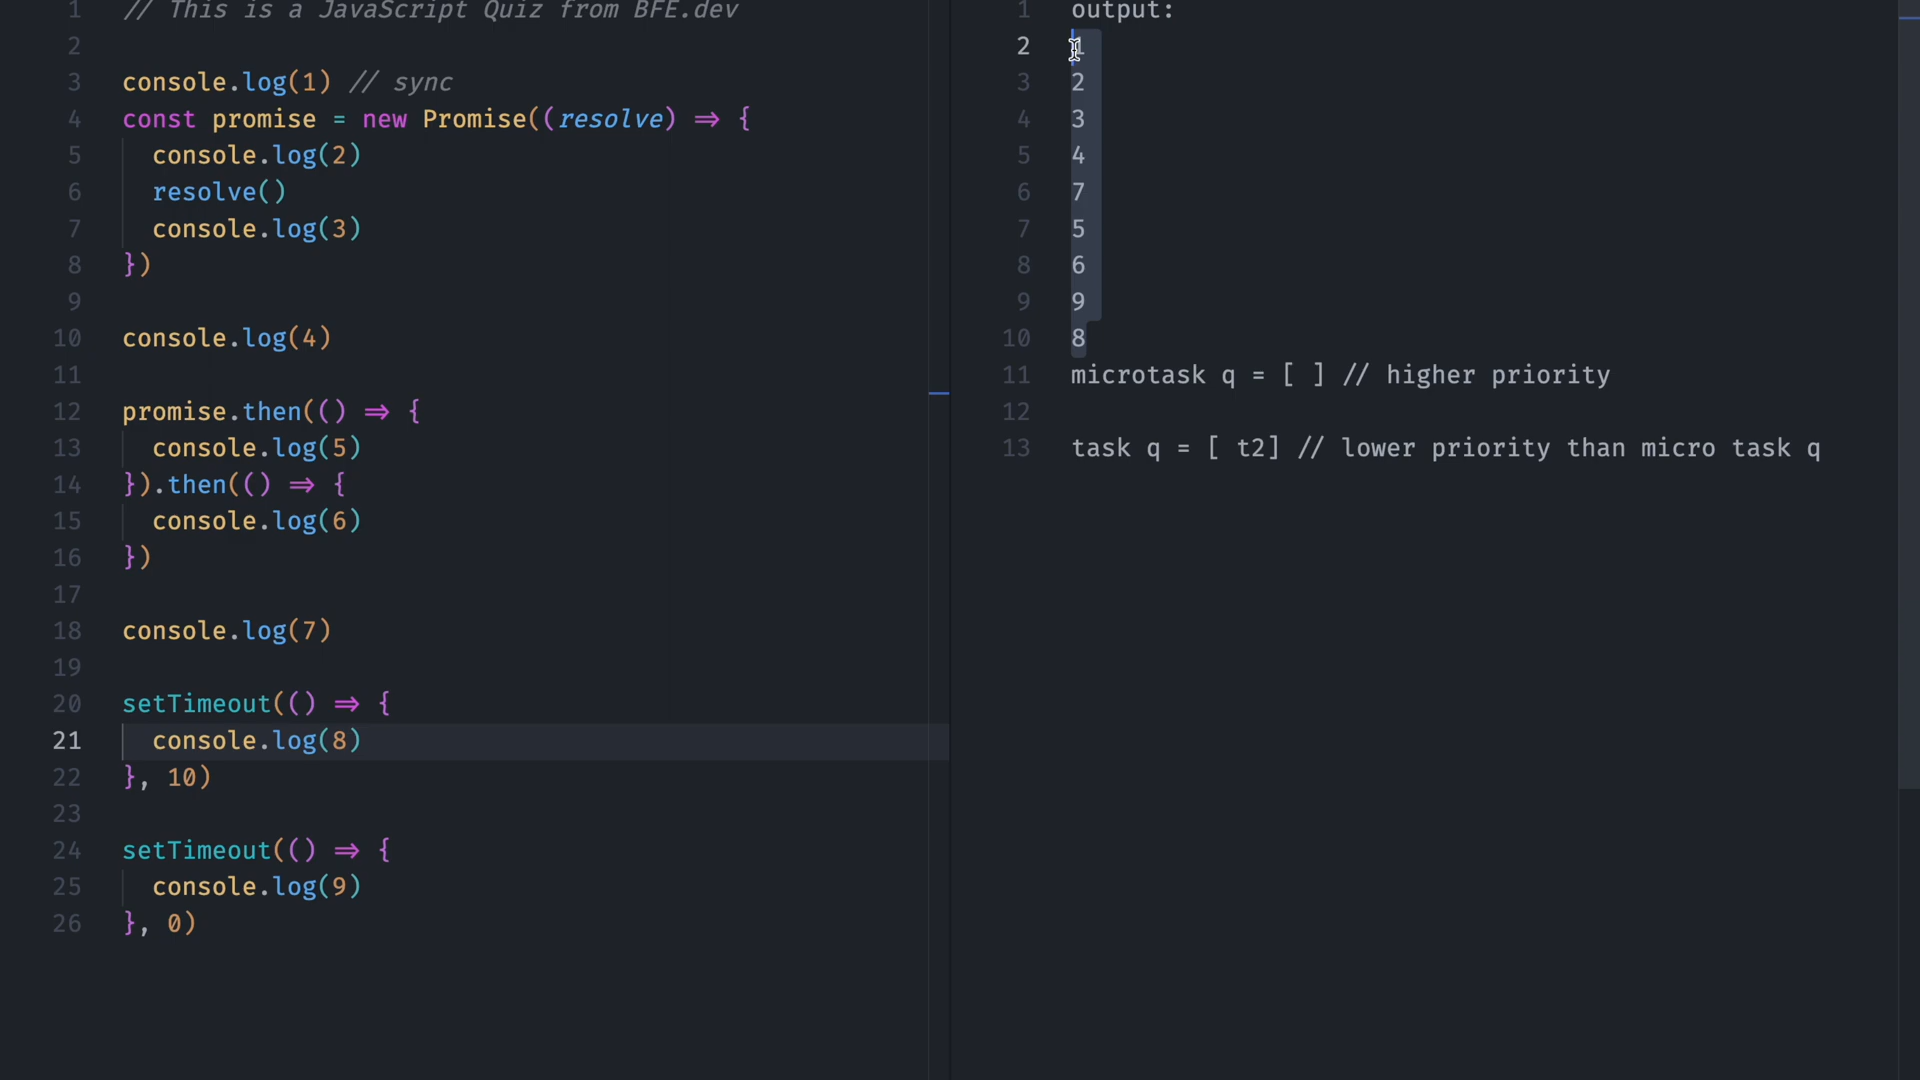 1 // This is a JavaScript Quiz from BFE.dev
2
3 console.log(1) // sync
4 const promise = new Promise((resolve) => {
5 console.log(2)
6 resolve()
7 console.log(3)
8 })
9
10 console.log(4)
11
12 promise.then(() => {
13 console.log(5)
14 }).then(() => {
15 console.log(6)
16 })
17
18 console.log(7)
19
20 setTimeout(() => {
21 console.log(8)
22 }, 10)
23
24 setTimeout(() => {
25 console.log(9)
26 }, 0)
1 output:
2 1
3 2
4 3
5 4
6 7
7 5
8 6
9 9
10 8
11 microtask q = [ ] // higher priority
12
13 task q = [ t2] // lower priority than micro task q